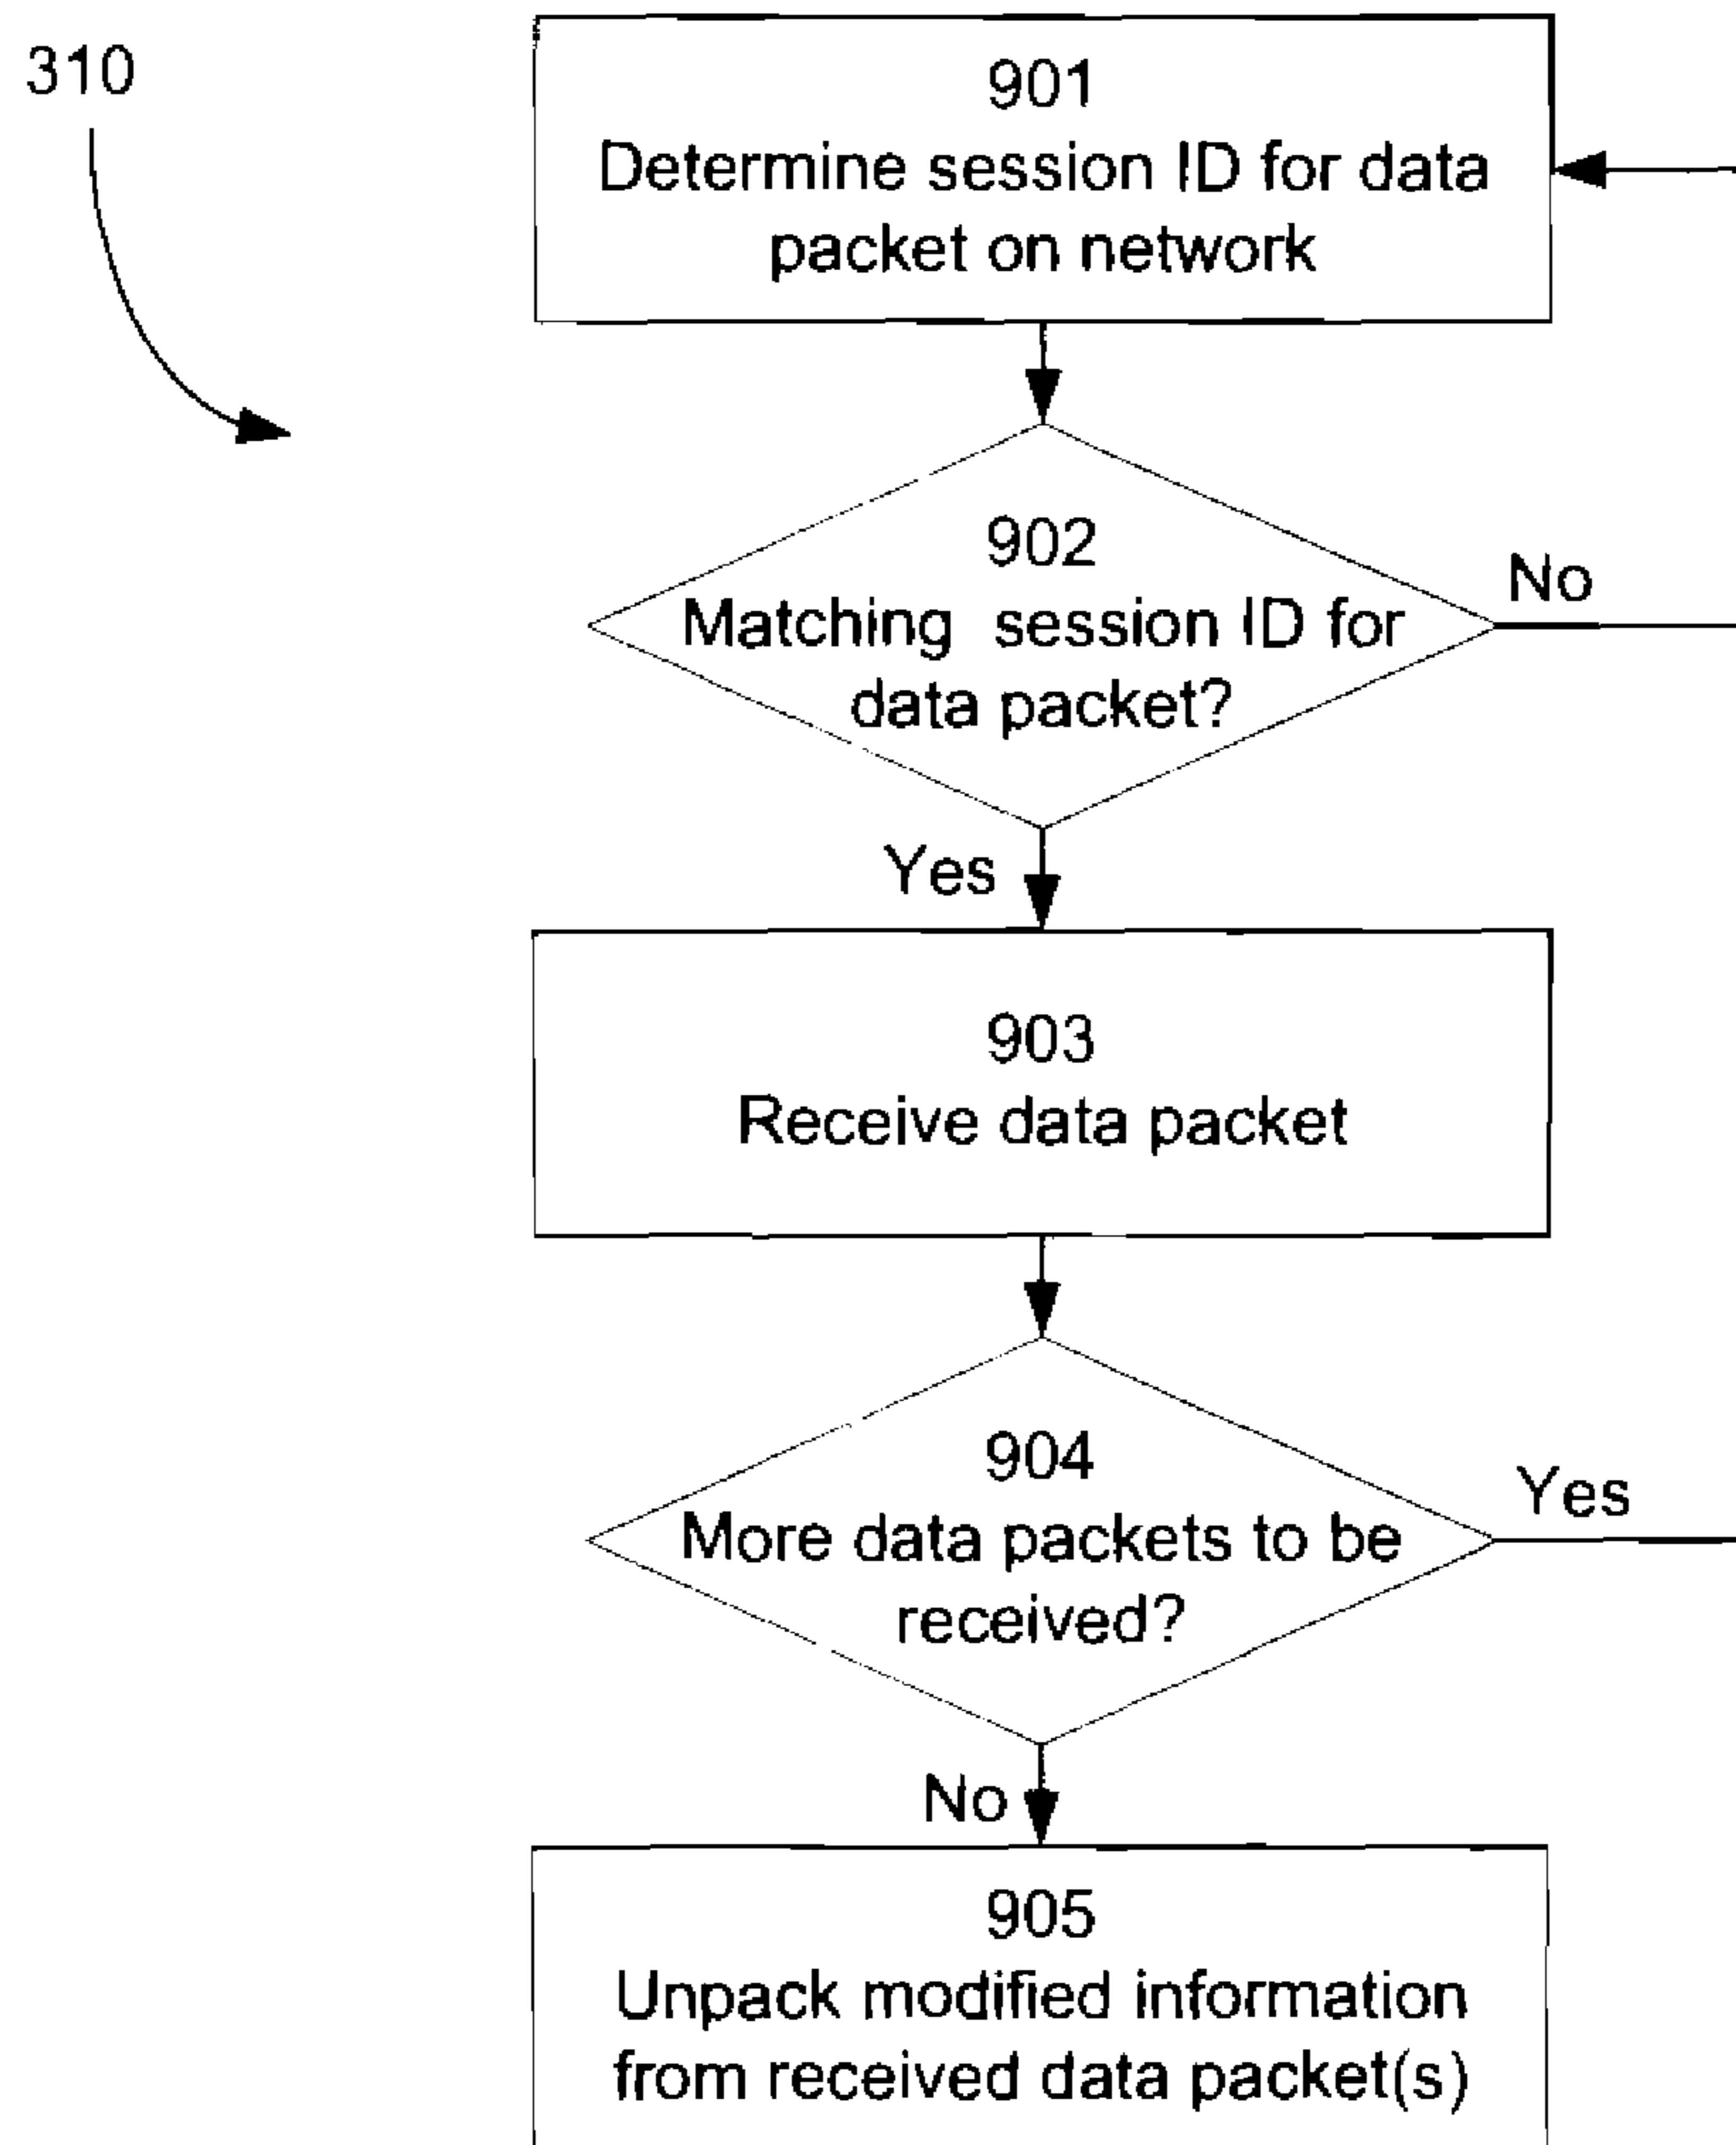 310
901
Determine session ID for data
packet on network
902
Matching session ID for
data packet?
No
Yes
903
Receive data packet
904
More data packets to be
received?
Yes
No
905
Unpack modified information
from received data packet(s)